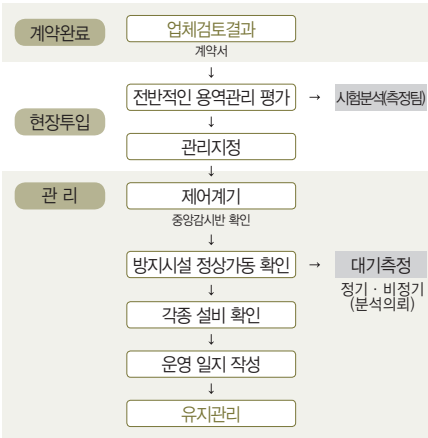 계약완료
업체검토결과
계약서
↓
전반적인 용역관리 평가 → 시험분석(측정팀)
현장투입
↓
관리지정
↓
관 리
제어계기
중앙감시반 확인
↓
방지시설 정상가동 확인 → 대기측정
정기 · 비정기
(분석의뢰)
↓
각종 설비 확인
↓
운영 일지 작성
↓
유지관리